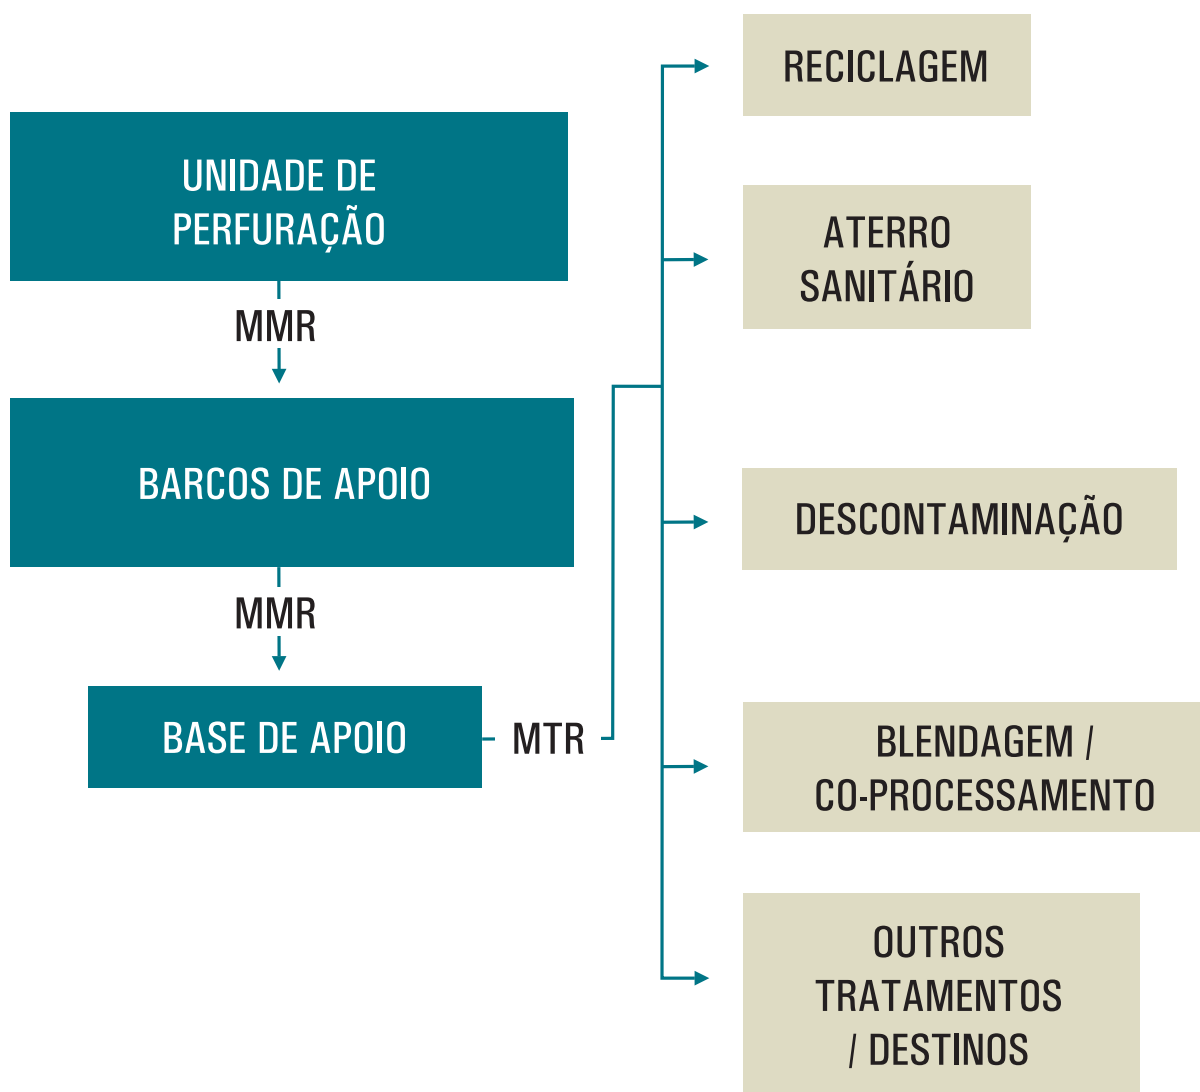 UNIDADE DE
PERFURAÇÃO
MMR
BARCOS DE APOIO
MMR
BASE DE APOIO
MTR
RECICLAGEM
ATERRO
SANITÁRIO
DESCONTAMINAÇÃO
BLENDAGEM /
CO-PROCESSAMENTO
OUTROS
TRATAMENTOS
/ DESTINOS